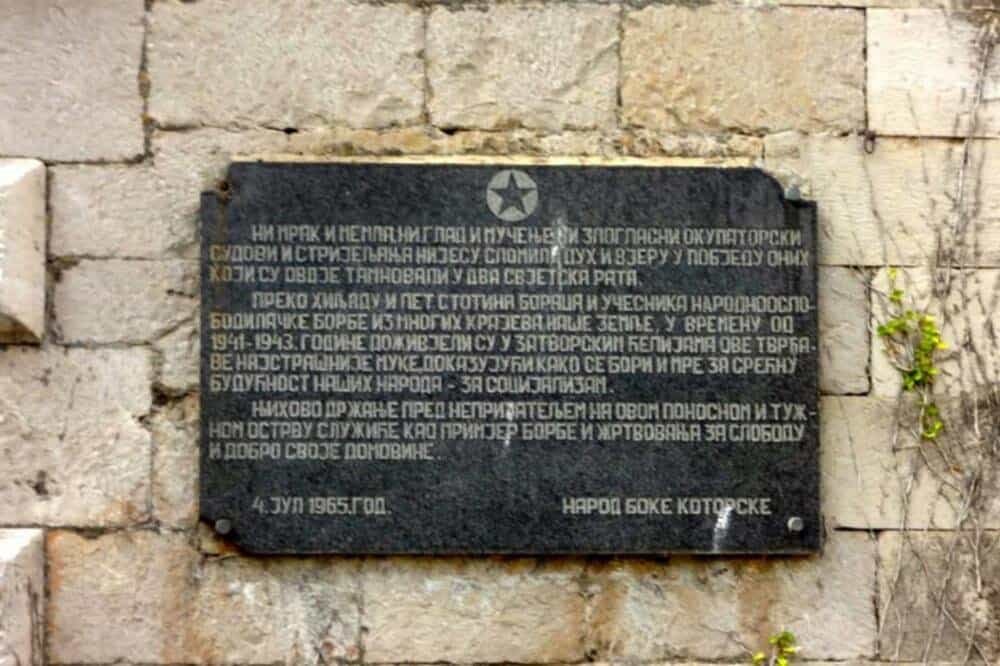 НИ МРАК И МЕМЛА, НИ ГЛАД И МУЧЕЊЕ НИ ЗЛОГЛАСНИ ОКУПАТОРСКИ
СУДОВИ И СТРИЈЕЉАЊА НИЈЕСУ СЛОМИЛИ ДУХ И ВЈЕРУ У ПОБЈЕДУ ОНИХ
КОЈИ СУ ОВДЈЕ ТАМНОВАЛИ У ДВА СВЈЕТСКА РАТА.
ПРЕКО ХИЉАДУ И ПЕТ СТОТИНА БОРАЦА И УЧЕСНИКА НАРОДНООСЛО-
БОДИЛАЧКЕ БОРБЕ ИЗ МНОГИХ КРАЈЕВА НАШЕ ЗЕМЉЕ, У ВРЕМЕНУ ОД
1941-1943. ГОДИНЕ ДОЖИВЈЕЛИ СУ У ЗАТВОРСКИМ ЋЕЛИЈАМА ОВЕ ТВРЂА-
ВЕ НАЈСТРАШНИЈЕ МУКЕ ДОКАЗУЈУЋИ КАКО СЕ БОРИ И МРЕ ЗА СРЕЋНУ
БУДУЋНОСТ НАШИХ НАРОДА - ЗА СОЦИЈАЛИЗАМ.
ЊИХОВО ДРЖАЊЕ ПРЕД НЕПРИЈАТЕЉЕМ НА ОВОМ ПОНОСНОМ И ТУЖ-
НОМ ОСТРВУ СЛУЖИЋЕ КАО ПРИМЈЕР БОРБЕ И ЖРТВОВАЊА ЗА СЛОБОДУ
И ДОБРО СВОЈЕ ДОМОВИНЕ.
4. ЈУЛ 1965. ГОД. НАРОД БОКЕ КОТОРСКЕ